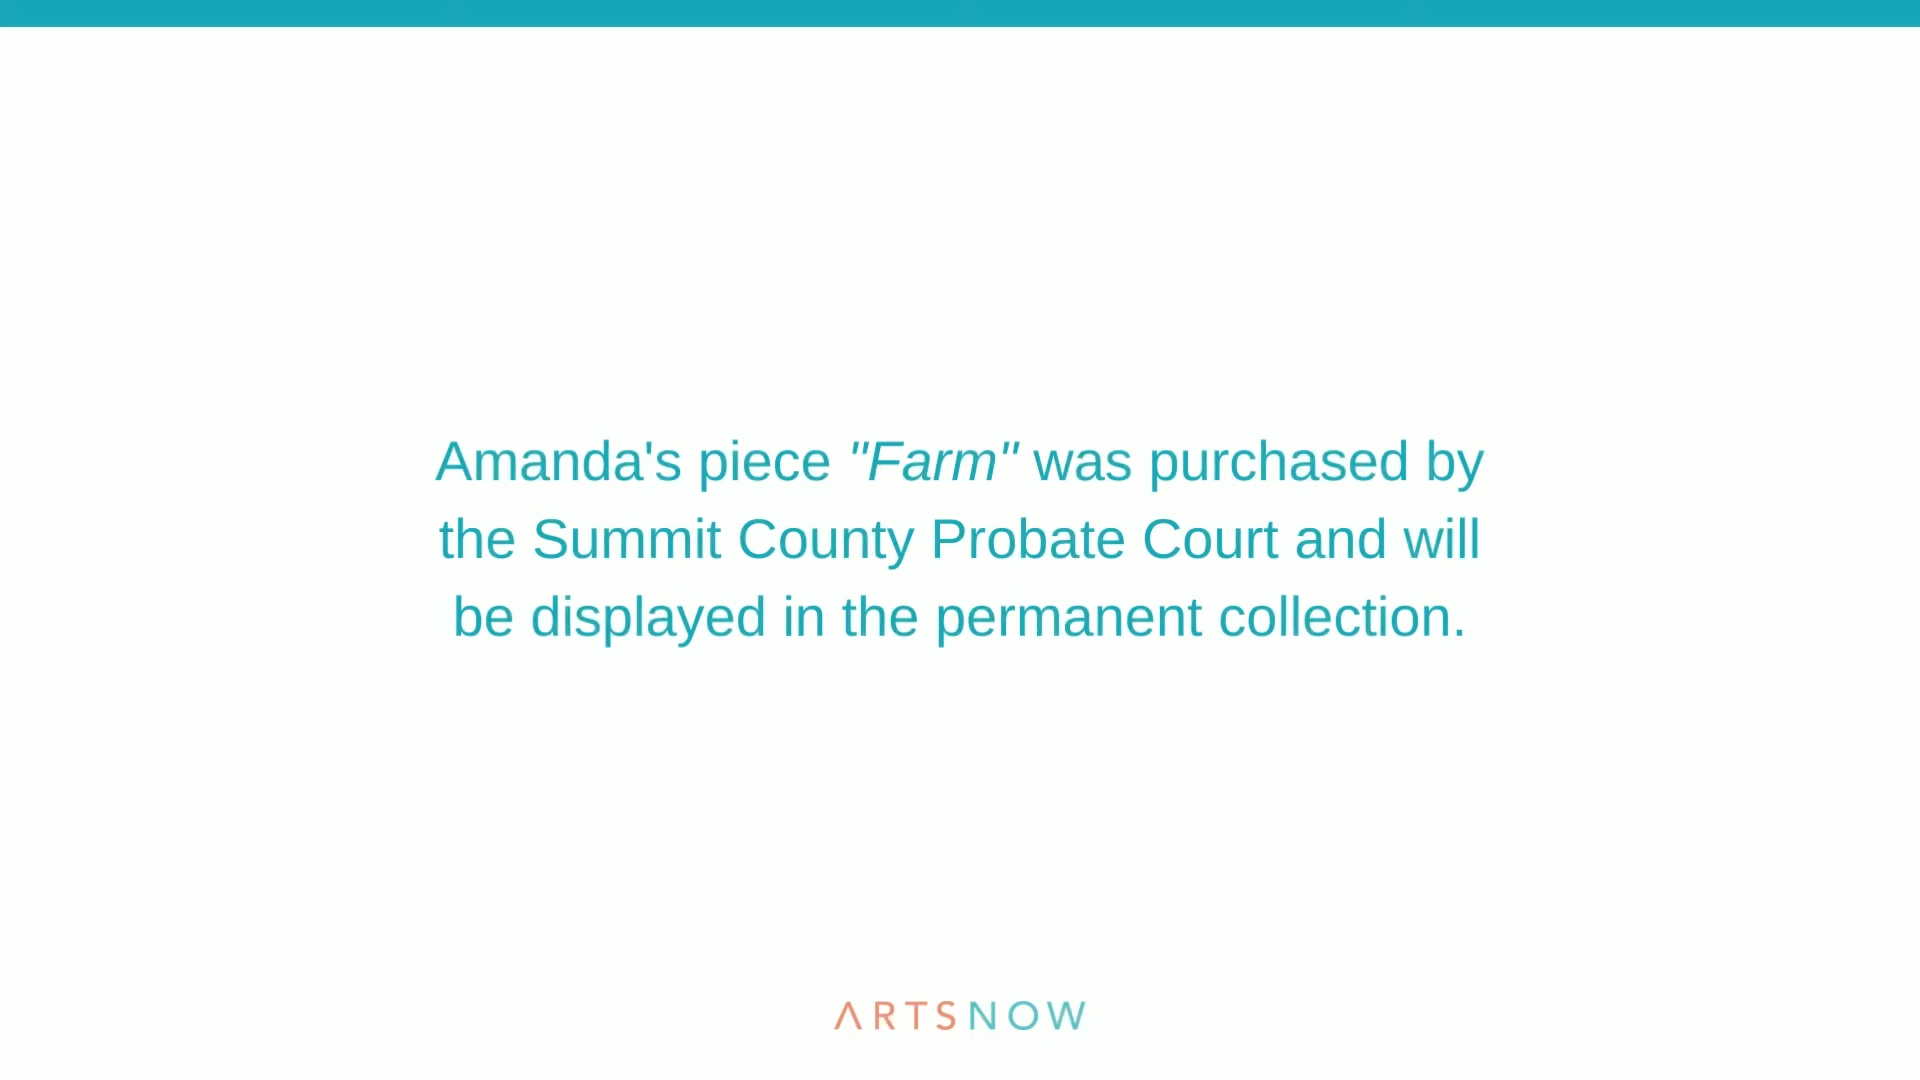 Amanda's piece "Farm" was purchased by
the Summit County Probate Court and will
be displayed in the permanent collection.
ARTSNOW